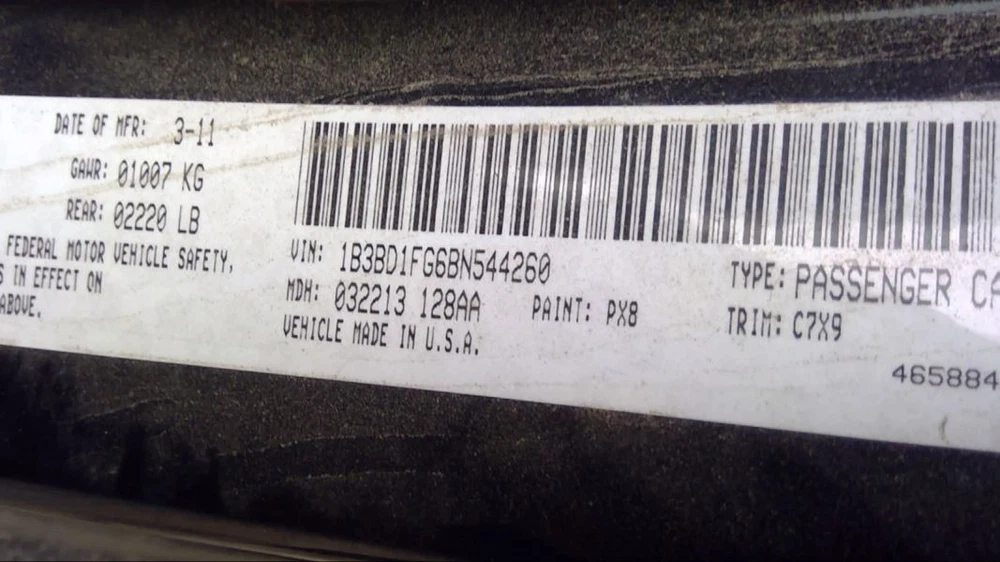 DATE OF MFR: 3-11
GAWR: 01007 KG
REAR: 02220 LB
FEDERAL MOTOR VEHICLE SAFETY,
IN EFFECT ON
ABOVE.
VIN: 1B3BD1FG6BN544260
MDH: 032213 128AA PAINT: PX8
VEHICLE MADE IN U.S.A.
TYPE: PASSENGER
TRIM: C7X9
465884